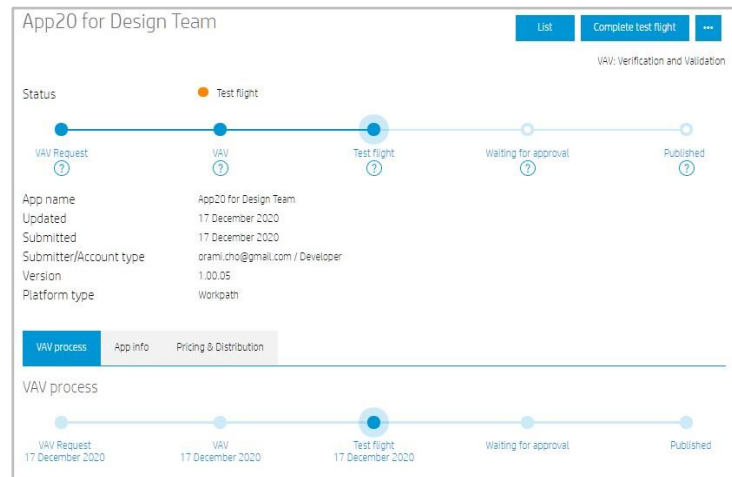 App20 for Design Team
List
Complete test flight
...
VAV: Verification and Validation
Status
Test flight
VAV Request
VAV
Test flight
Waiting for approval
Published
? ? ? ? ?
App name App20 for Design Team
Updated 17 December 2020
Submitted 17 December 2020
Submitter/Account type orami.cho@gmail.com / Developer
Version 1.00.05
Platform type Workpath
VAV process App info Pricing & Distribution
VAV process
VAV Request VAV Test flight Waiting for approval Published
17 December 2020 17 December 2020 17 December 2020